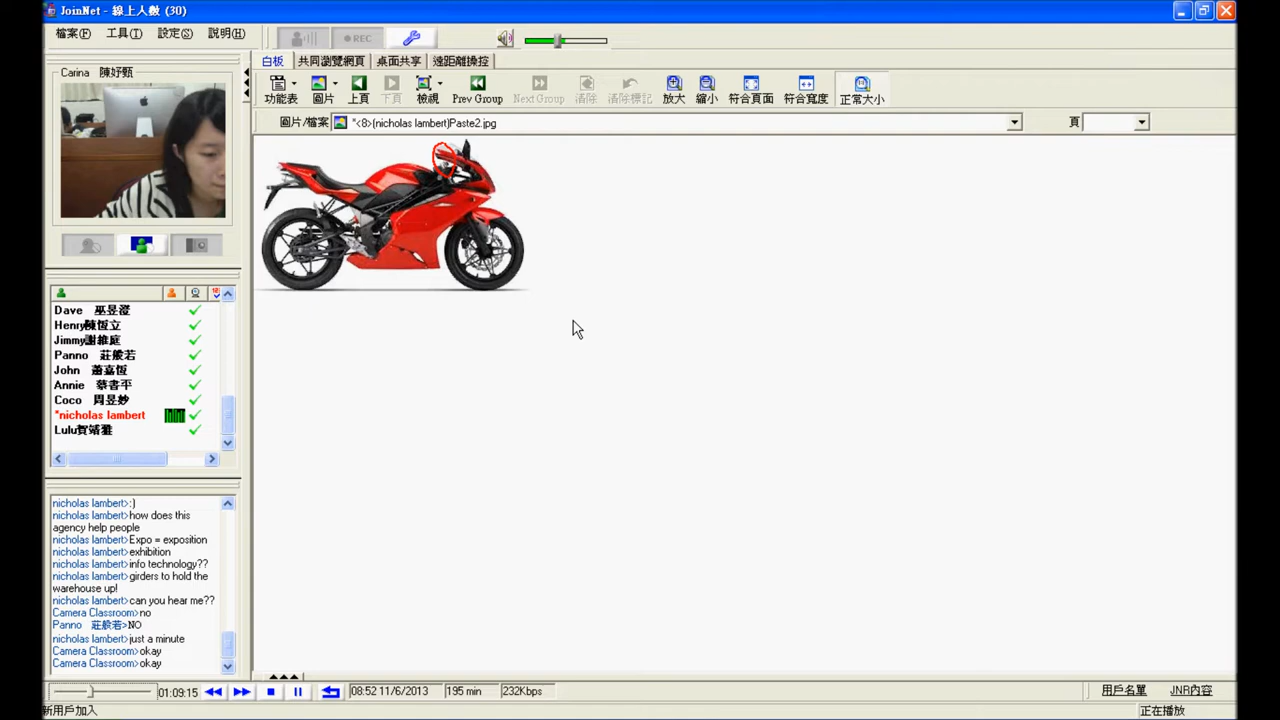 JoinNet - 線上人數 (30)
檔案(F) 工具(T) 設定(S) 說明(H)
REC
Carina 陳妤甄
白板 共同瀏覽網頁 桌面共享 遠距離操控
功能表 圖片 上頁 下頁 檢視 Prev Group Next Group 清除 清除標記 放大 縮小 符合頁面 符合寬度 正常大小
圖片/檔案 *<8>(nicholas lambert)Paste2.jpg 頁
Dave 巫昱澄
Henry陳恆立
Jimmy謝維庭
Panno 莊般若
John 蕭嘉恆
Annie 蔡書平
Coco 周昱妙
*nicholas lambert
Lulu賀靖雅
nicholas lambert>:)
nicholas lambert>how does this
agency help people
nicholas lambert>Expo = exposition
nicholas lambert>exhibition
nicholas lambert>info technology??
nicholas lambert>girders to hold the
warehouse up!
nicholas lambert>can you hear me??
Camera Classroom>no
Panno 莊般若>NO
nicholas lambert>just a minute
Camera Classroom>okay
Camera Classroom>okay
01:09:15 08:52 11/6/2013 195 min 232Kbps 用戶名單 JNR內容
新用戶加入 正在播放